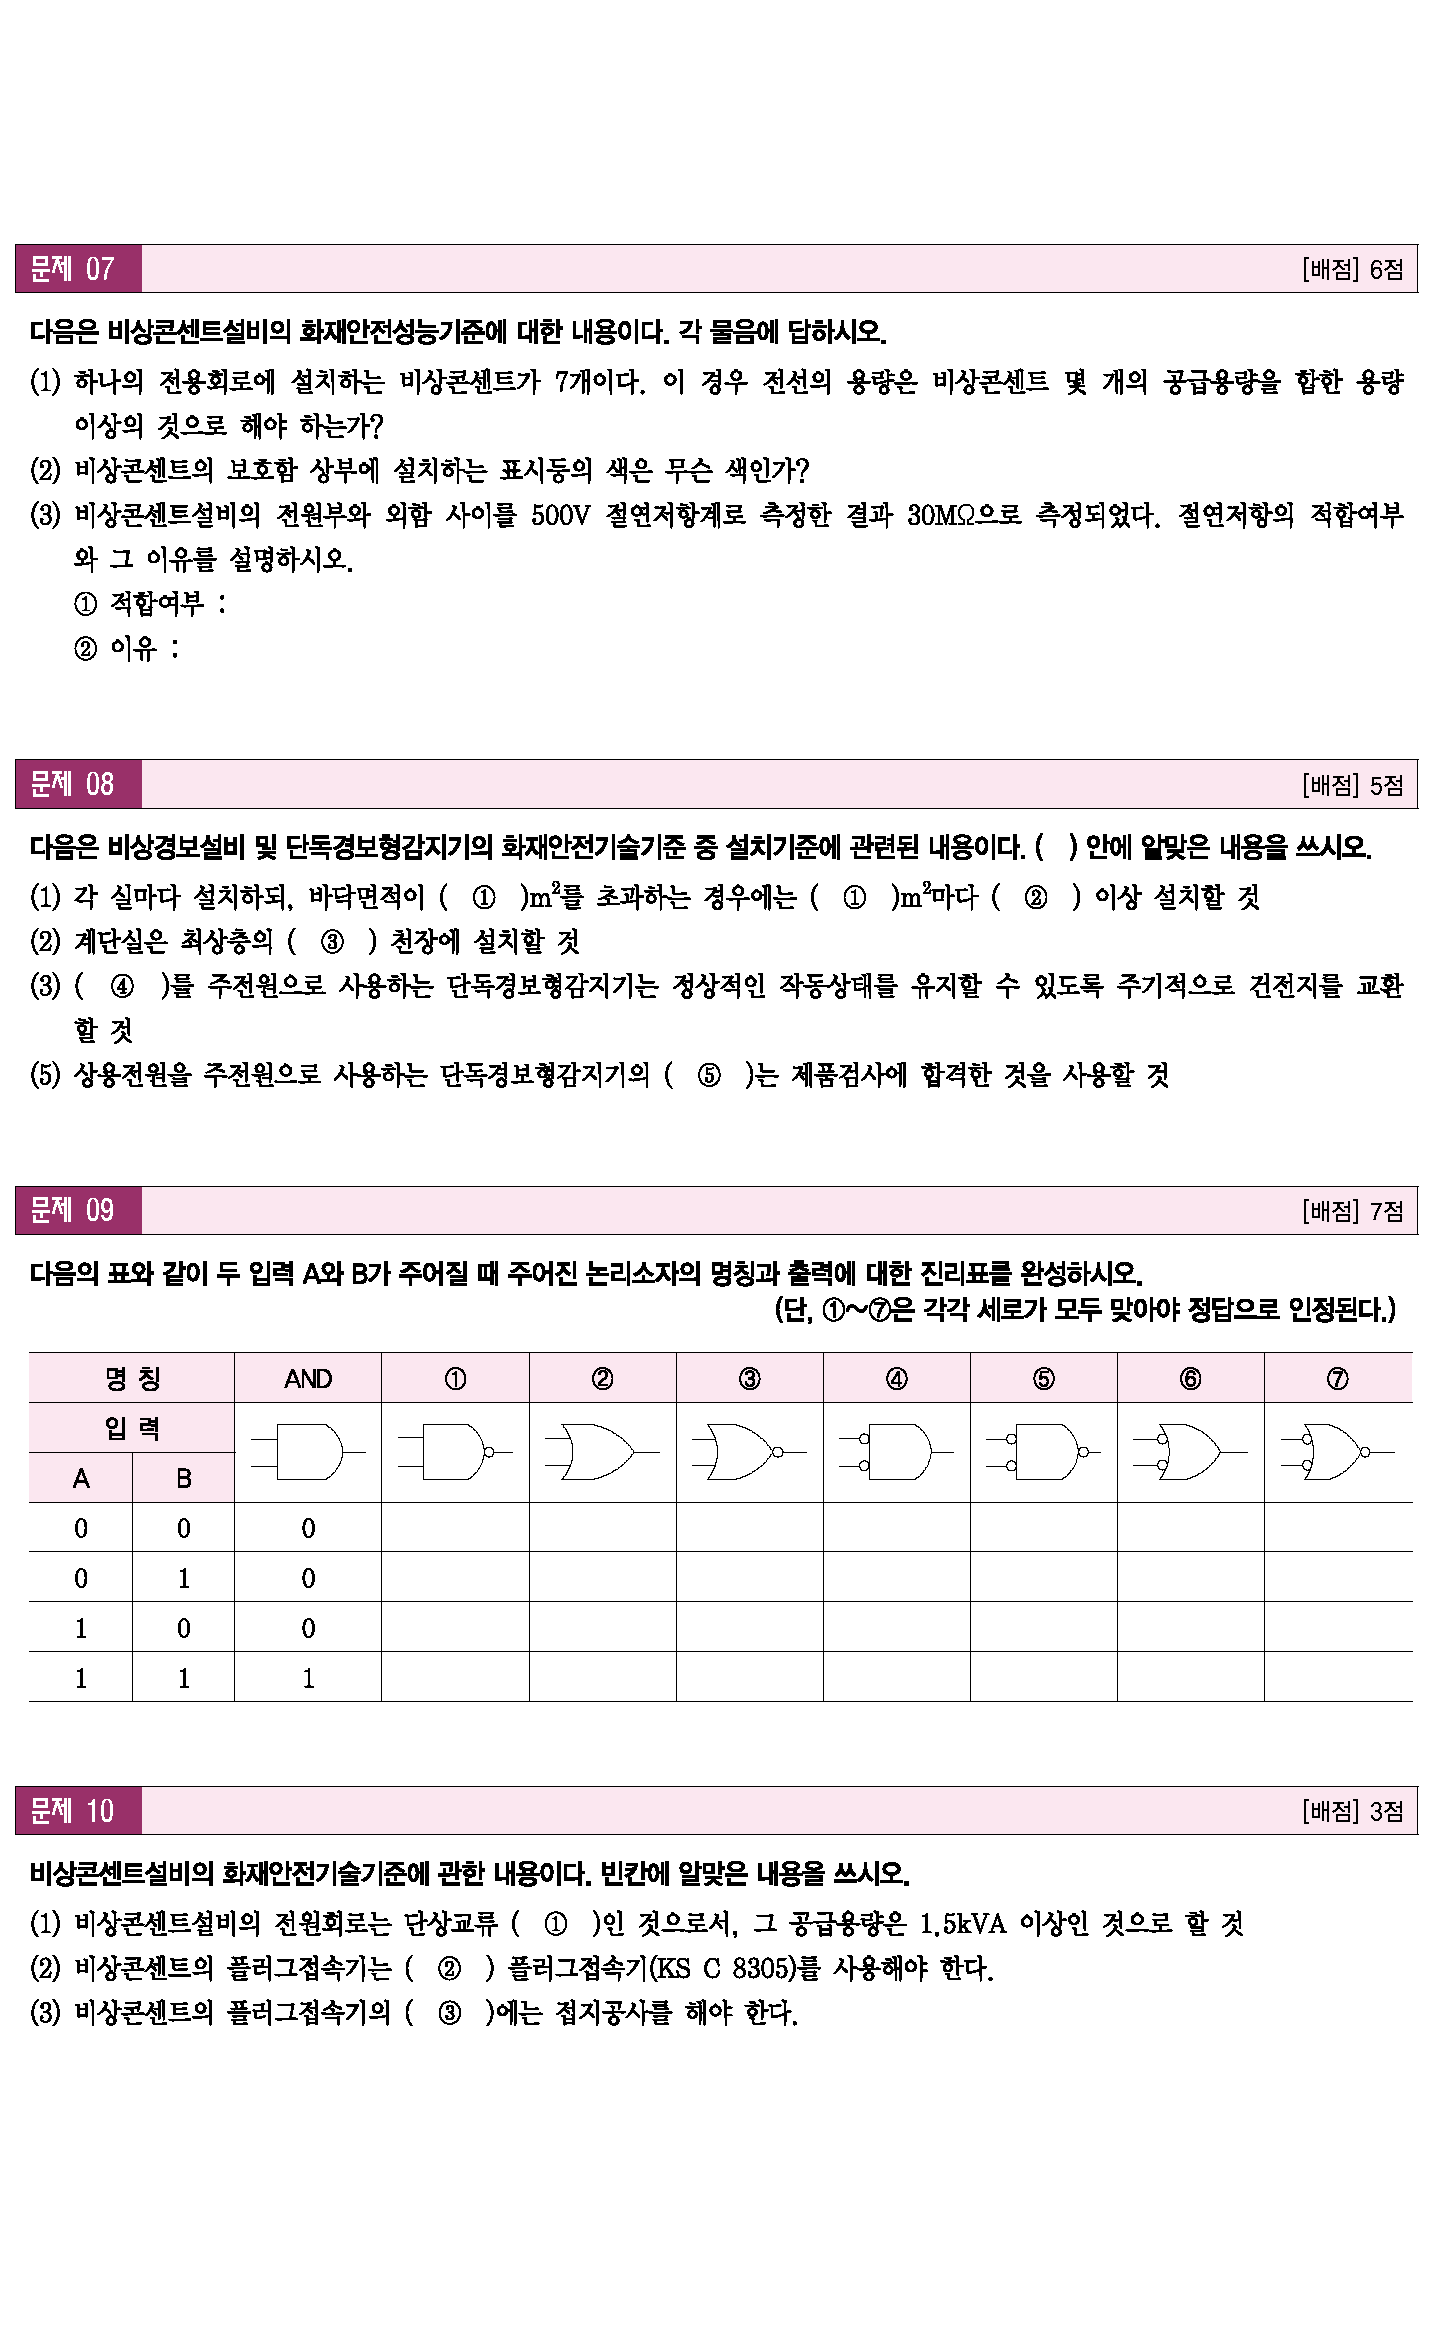 문제 07 [배점] 6점
다음은 비상콘센트설비의 화재안전성능기준에 대한 내용이다. 각 물음에 답하시오.
(1) 하나의 전용회로에 설치하는 비상콘센트가 7개이다. 이 경우 전선의 용량은 비상콘센트 몇 개의 공급용량을 합한 용량
이상의 것으로 해야 하는가?
(2) 비상콘센트의 보호함 상부에 설치하는 표시등의 색은 무슨 색인가?
(3) 비상콘센트설비의 전원부와 외함 사이를 500V 절연저항계로 측정한 결과 30MΩ으로 측정되었다. 절연저항의 적합여부
와 그 이유를 설명하시오.
① 적합여부 :
② 이유 :
문제 08 [배점] 5점
다음은 비상경보설비 및 단독경보형감지기의 화재안전기술기준 중 설치기준에 관련된 내용이다. ( ) 안에 알맞은 내용을 쓰시오.
(1) 각 실마다 설치하되, 바닥면적이 ( ① )m²를 초과하는 경우에는 ( ① )m²마다 ( ② ) 이상 설치할 것
(2) 계단실은 최상층의 ( ③ ) 천장에 설치할 것
(3) ( ④ )를 주전원으로 사용하는 단독경보형감지기는 정상적인 작동상태를 유지할 수 있도록 주기적으로 건전지를 교환
할 것
(5) 상용전원을 주전원으로 사용하는 단독경보형감지기의 ( ⑤ )는 제품검사에 합격한 것을 사용할 것
문제 09 [배점] 7점
다음의 표와 같이 두 입력 A와 B가 주어질 때 주어진 논리소자의 명칭과 출력에 대한 진리표를 완성하시오.
(단, ①~⑦은 각각 세로가 모두 맞아야 정답으로 인정된다.)
명 칭 AND ① ② ③ ④ ⑤ ⑥ ⑦
입 력
A B
0 0 0
0 1 0
1 0 0
1 1 1
문제 10 [배점] 3점
비상콘센트설비의 화재안전기술기준에 관한 내용이다. 빈칸에 알맞은 내용을 쓰시오.
(1) 비상콘센트설비의 전원회로는 단상교류 ( ① )인 것으로서, 그 공급용량은 1.5kVA 이상인 것으로 할 것
(2) 비상콘센트의 플러그접속기는 ( ② ) 플러그접속기(KS C 8305)를 사용해야 한다.
(3) 비상콘센트의 플러그접속기의 ( ③ )에는 접지공사를 해야 한다.